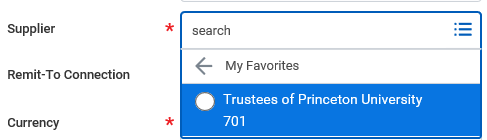 Supplier * search
My Favorites
Remit-To Connection
Trustees of Princeton University
701
Currency *